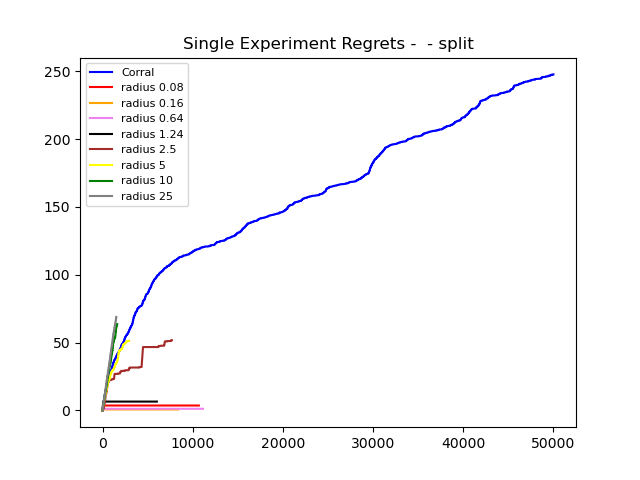 Single Experiment Regrets -  - split
250
200
150
100
50
0
Corral
radius 0.08
radius 0.16
radius 0.64
radius 1.24
radius 2.5
radius 5
radius 10
radius 25
0 10000 20000 30000 40000 50000